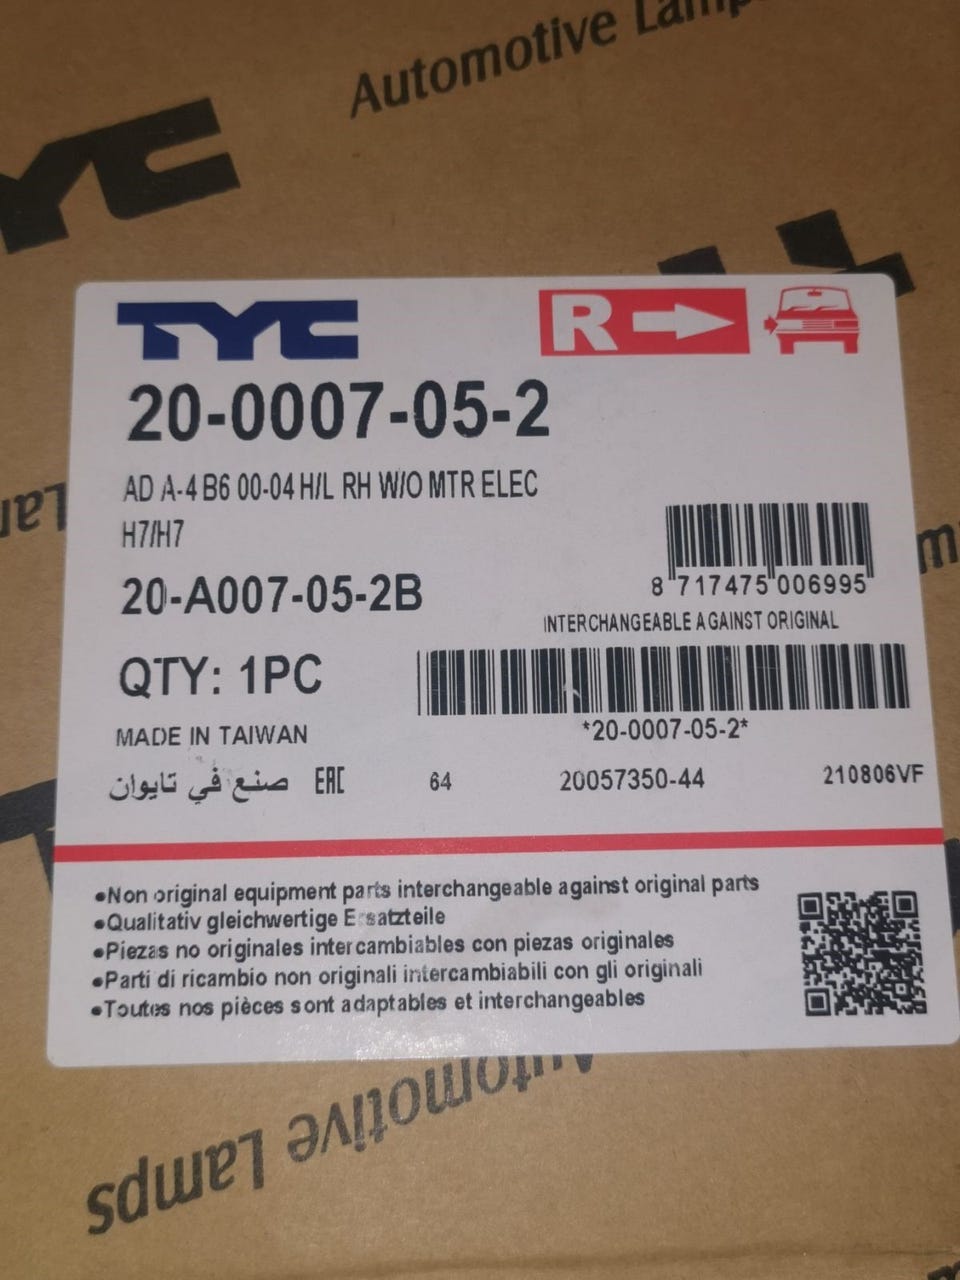 Automotive Lamps
TYC
TYC
R
20-0007-05-2
AD A-4 B6 00-04 H/L RH W/O MTR ELEC
H7/H7
20-A007-05-2B
8 717475 006995
INTERCHANGEABLE AGAINST ORIGINAL
QTY: 1PC
*20-0007-05-2*
MADE IN TAIWAN
صنع في تايوان EAC 64 20057350-44 210806VF
•Non original equipment parts interchangeable against original parts
•Qualitativ gleichwertige Ersatzteile
•Piezas no originales intercambiables con piezas originales
•Parti di ricambio non originali intercambiabili con gli originali
•Toutes nos pièces sont adaptables et interchangeables
Automotive Lamps